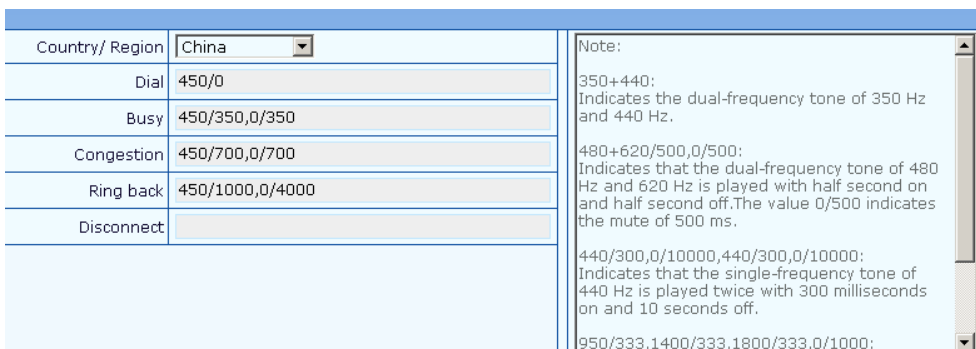 Country/ Region China
Dial 450/0
Busy 450/350,0/350
Congestion 450/700,0/700
Ring back 450/1000,0/4000
Disconnect
Note:
350+440:
Indicates the dual-frequency tone of 350 Hz
and 440 Hz.
480+620/500,0/500:
Indicates that the dual-frequency tone of 480
Hz and 620 Hz is played with half second on
and half second off.The value 0/500 indicates
the mute of 500 ms.
440/300,0/10000,440/300,0/10000:
Indicates that the single-frequency tone of
440 Hz is played twice with 300 milliseconds
on and 10 seconds off.
950/333,1400/333,1800/333,0/1000: